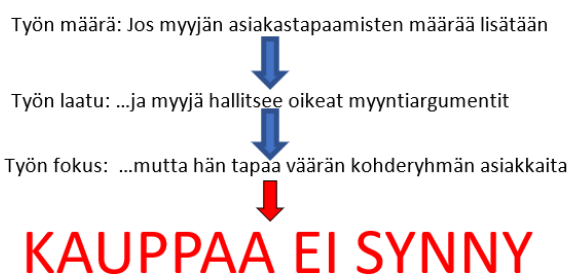 Työn määrä: Jos myyjän asiakastapaamisten määrää lisätään
Työn laatu: ...ja myyjä hallitsee oikeat myyntiargumentit
Työn fokus:  ...mutta hän tapaa väärän kohderyhmän asiakkaita
KAUPPAA EI SYNNY